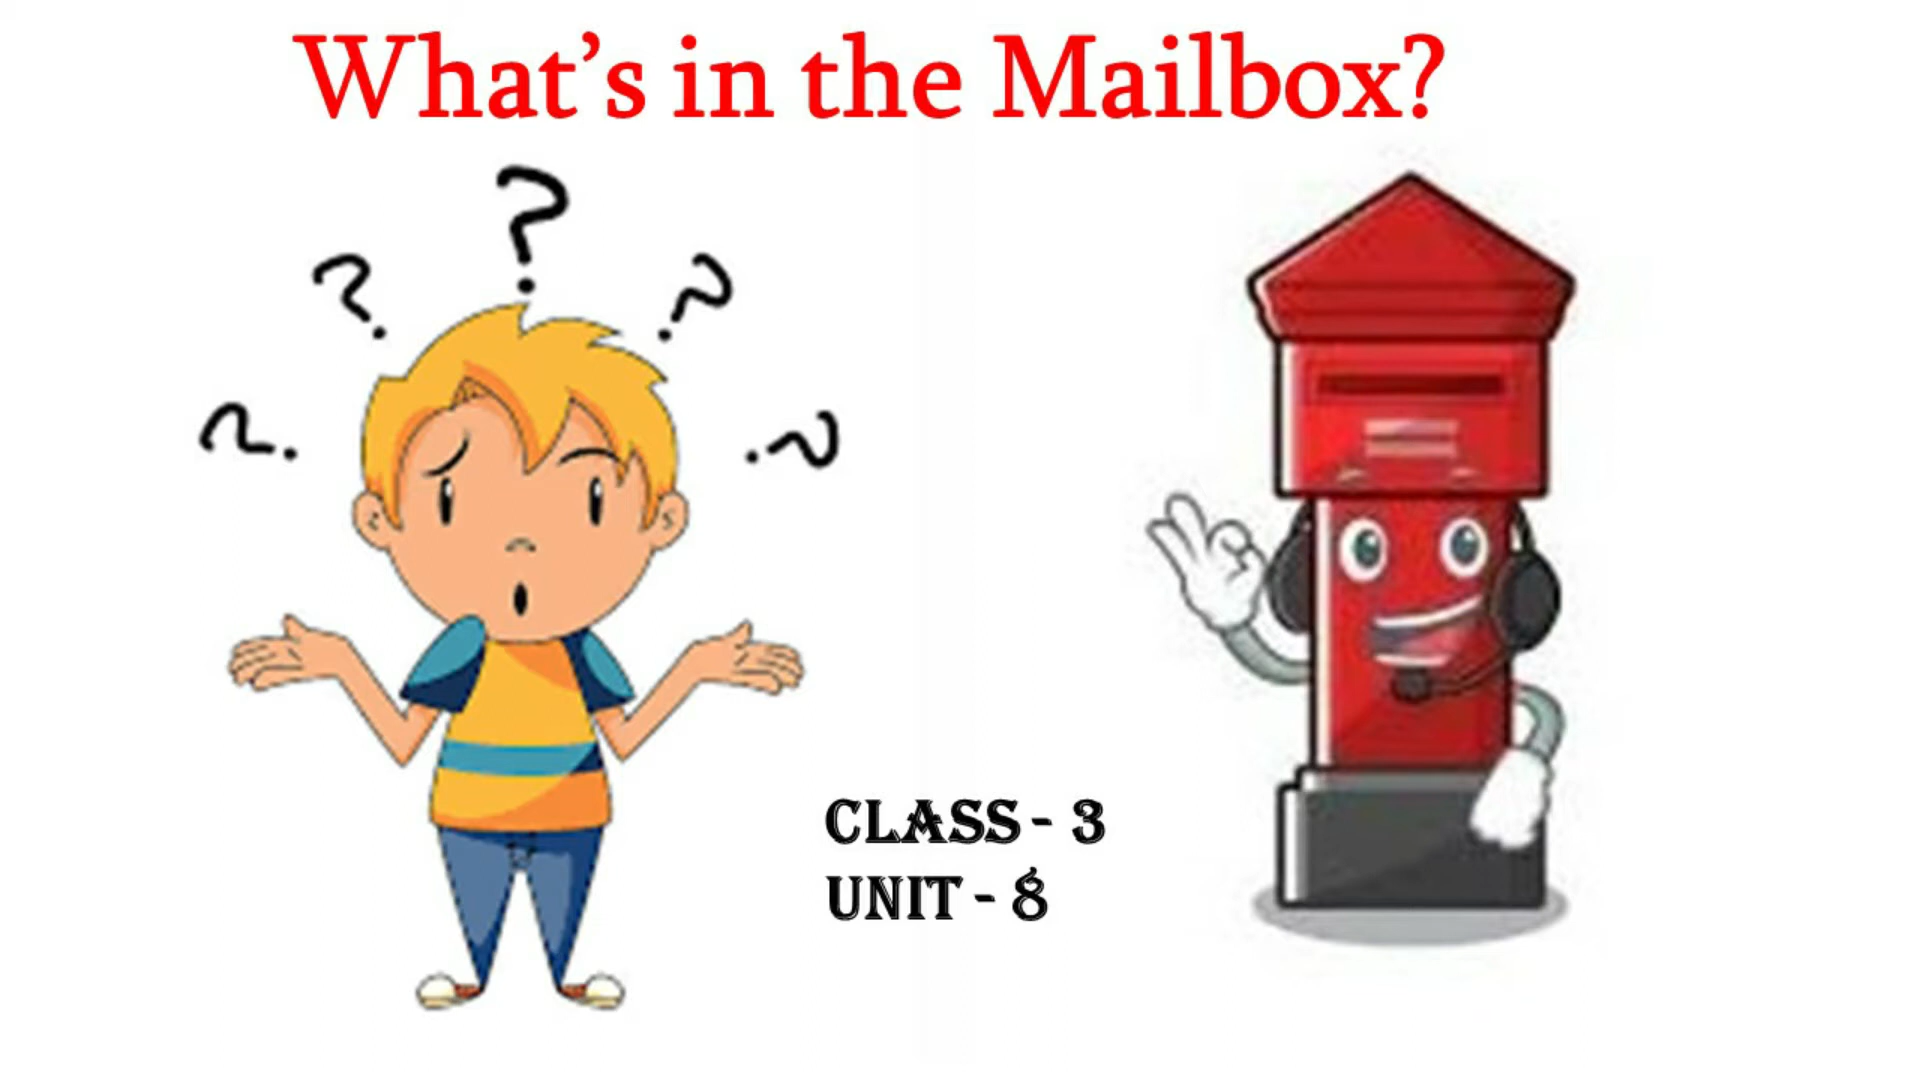 What's in the Mailbox?
CLASS - 3
UNIT - 8